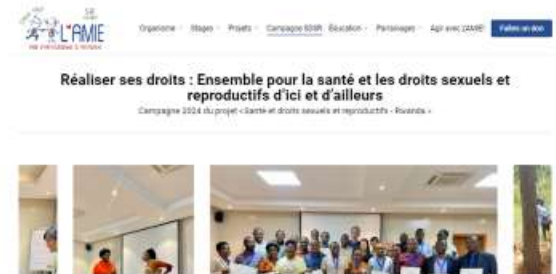 L'AMIE
Organisme Stages Projets Campagne SDSR Éducation Parrainages Agir avec L'AMIE! Faites un don
Réaliser ses droits : Ensemble pour la santé et les droits sexuels et
reproductifs d'ici et d'ailleurs
Campagne 2024 du projet « Santé et droits sexuels et reproductifs - Rwanda »